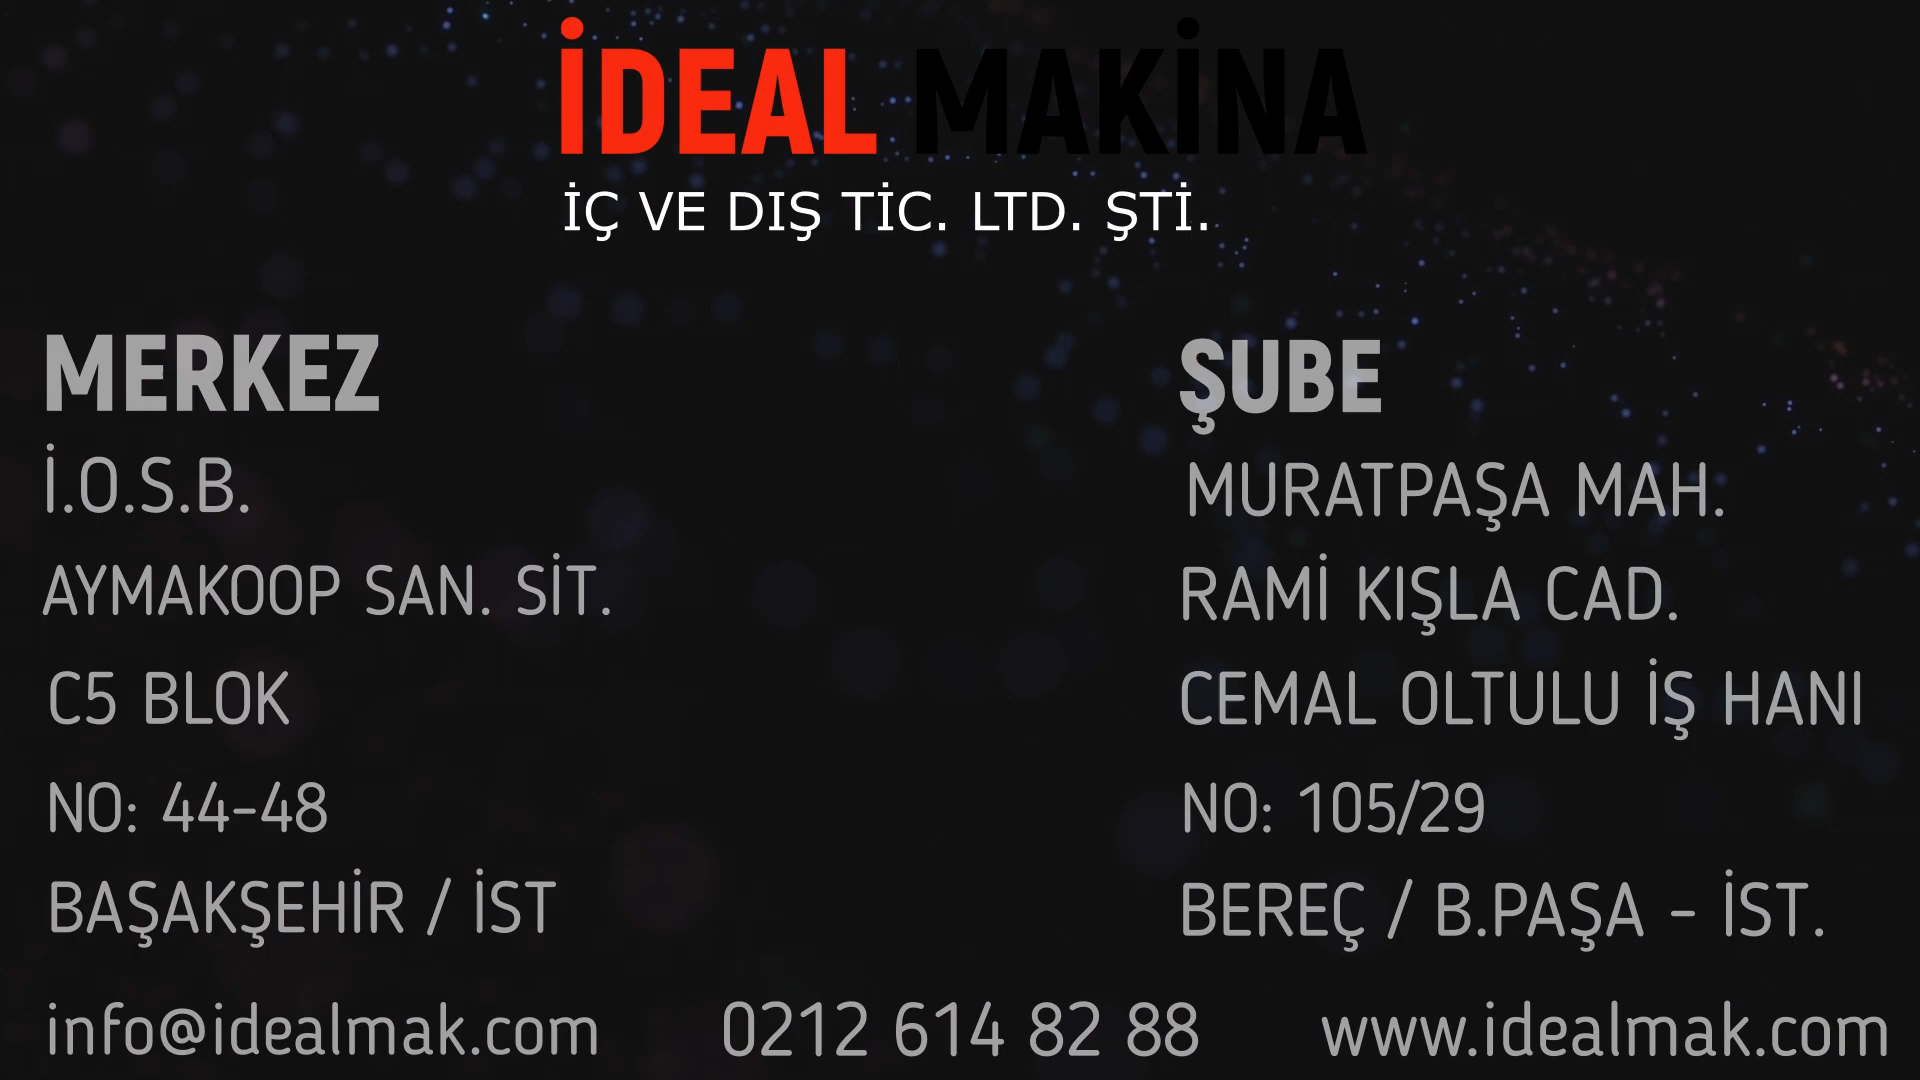 İDEAL MAKİNA
İÇ VE DIŞ TİC. LTD. ŞTİ.
MERKEZ
İ.O.S.B.
AYMAKOOP SAN. SİT.
C5 BLOK
NO: 44-48
BAŞAKŞEHİR / İST
ŞUBE
MURATPAŞA MAH.
RAMİ KIŞLA CAD.
CEMAL OLTULU İŞ HANI
NO: 105/29
BEREÇ / B.PAŞA - İST.
info@idealmak.com
0212 614 82 88
www.idealmak.com